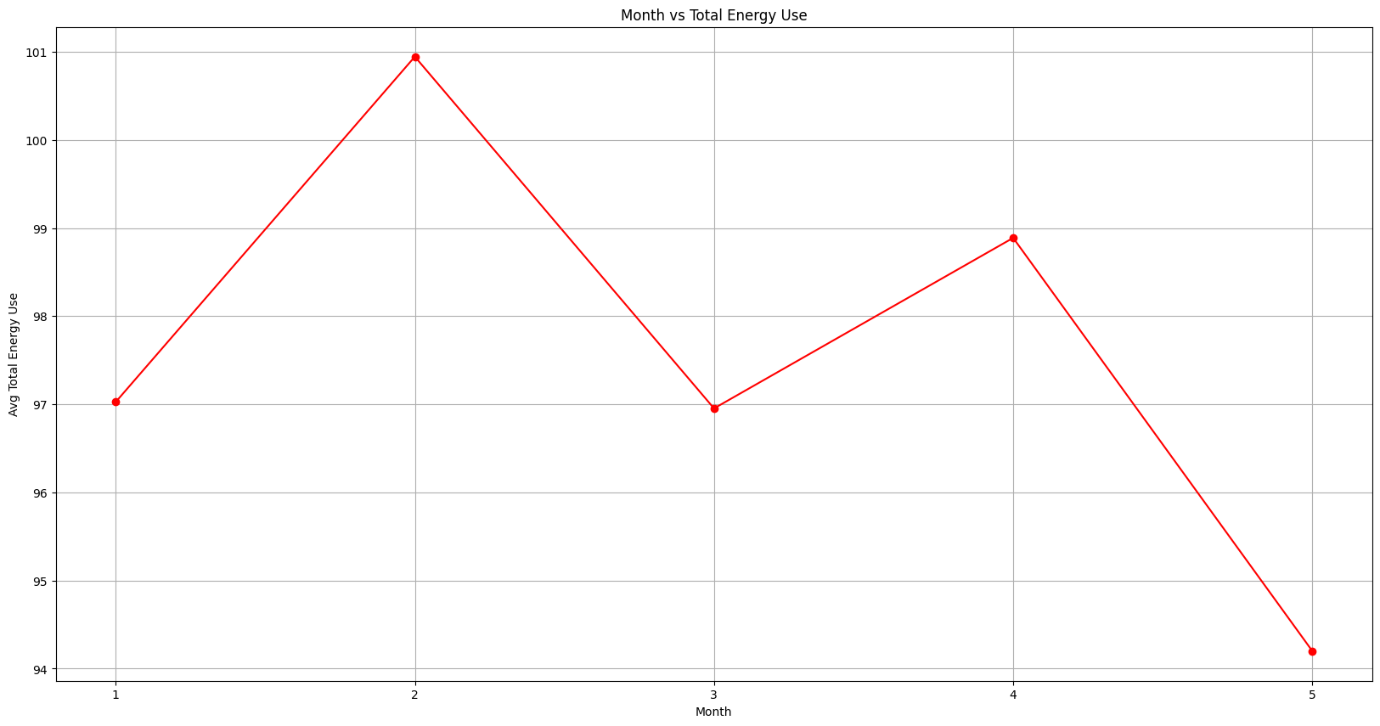 Month vs Total Energy Use
101
100
99
98
97
96
95
94
Avg Total Energy Use
1 2 3 4 5
Month